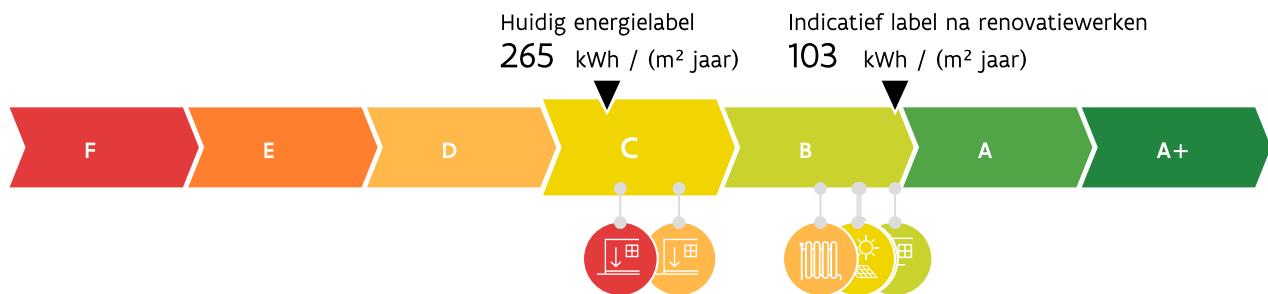 Huidig energielabel
265 kWh / (m² jaar)
Indicatief label na renovatiewerken
103 kWh / (m² jaar)
F E D C B A A+